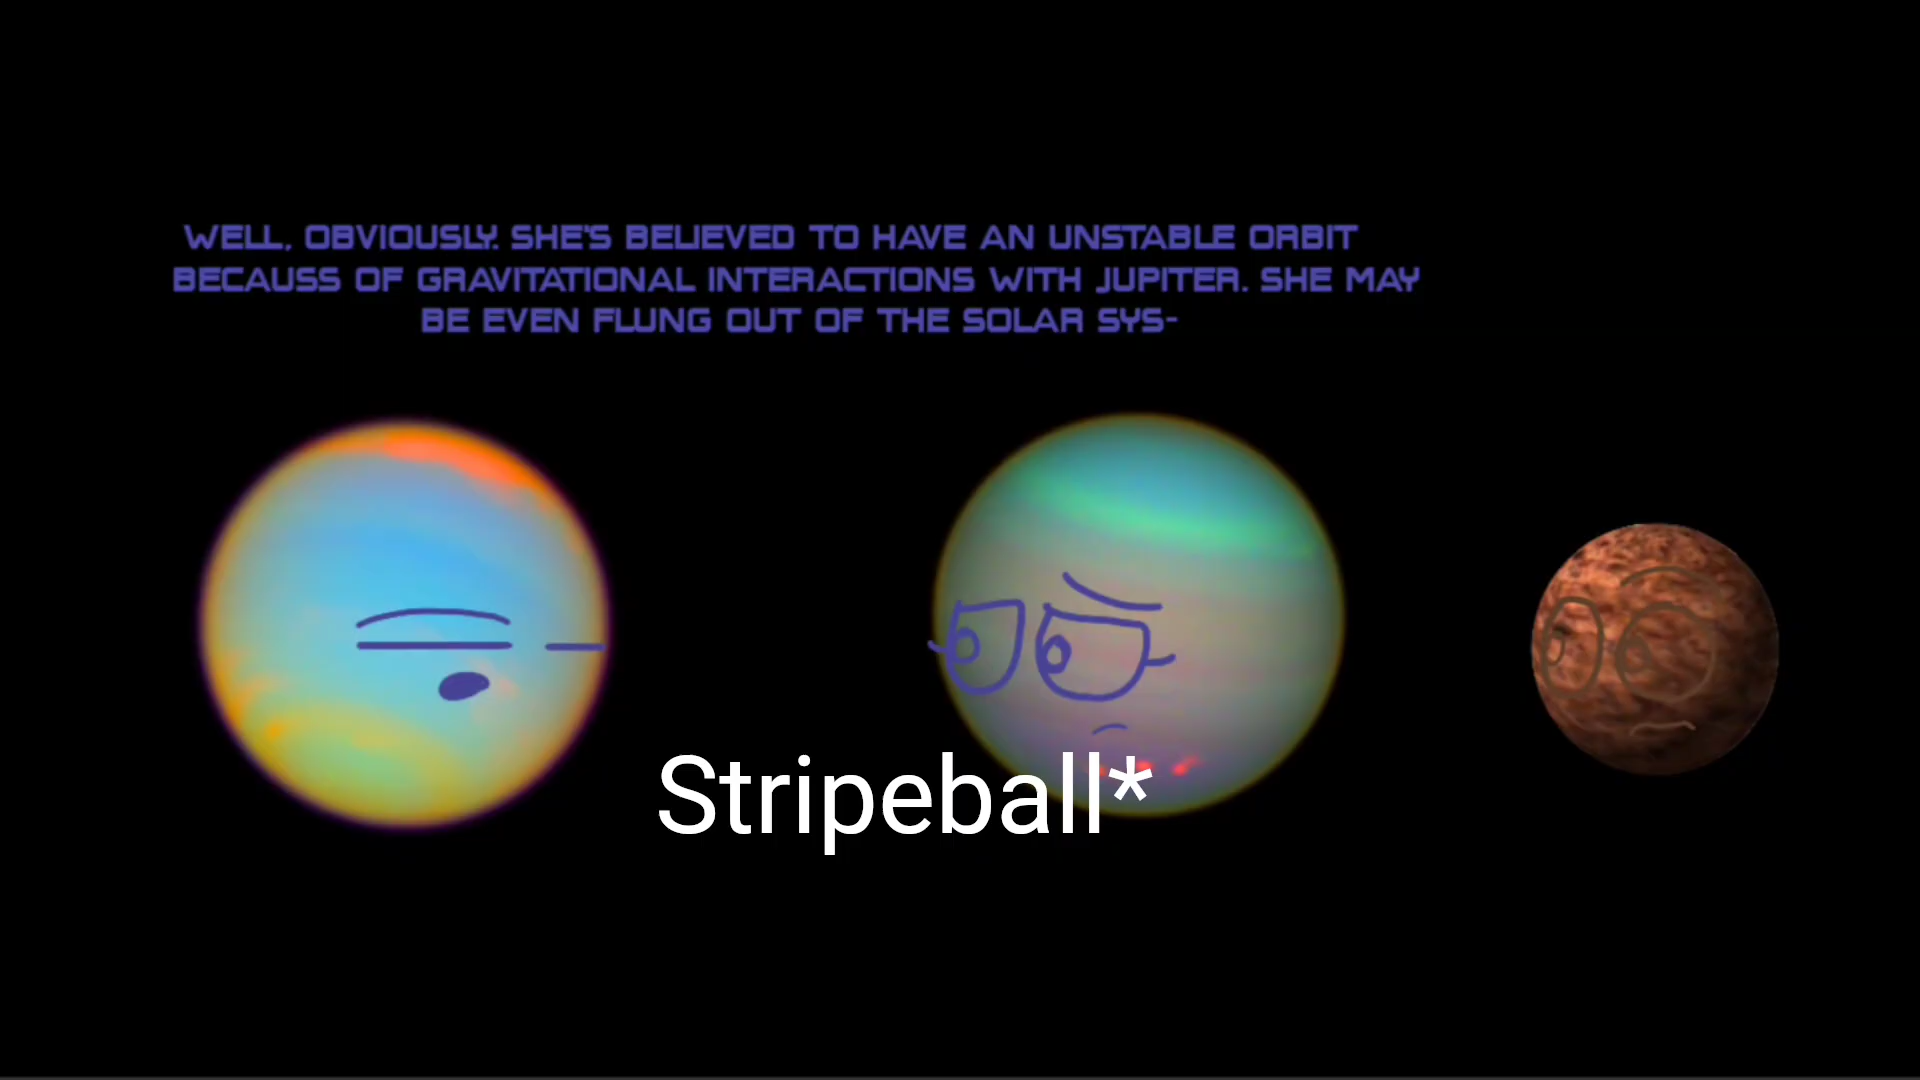 WELL, OBVIOUSLY. SHE'S BELIEVED TO HAVE AN UNSTABLE ORBIT
BECAUSS OF GRAVITATIONAL INTERACTIONS WITH JUPITER. SHE MAY
BE EVEN FLUNG OUT OF THE SOLAR SYS-
Stripeball*